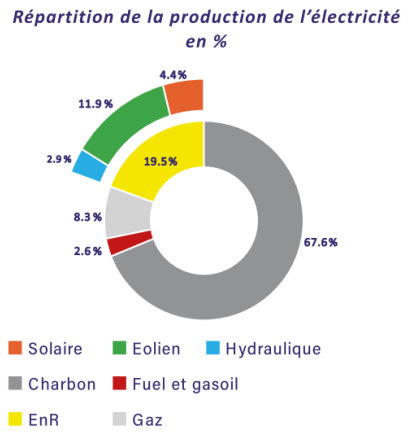 Répartition de la production de l'électricité
en %
4.4%
11.9%
2.9%
19.5%
8.3%
2.6%
67.6%
Solaire Eolien Hydraulique
Charbon Fuel et gasoil
EnR Gaz